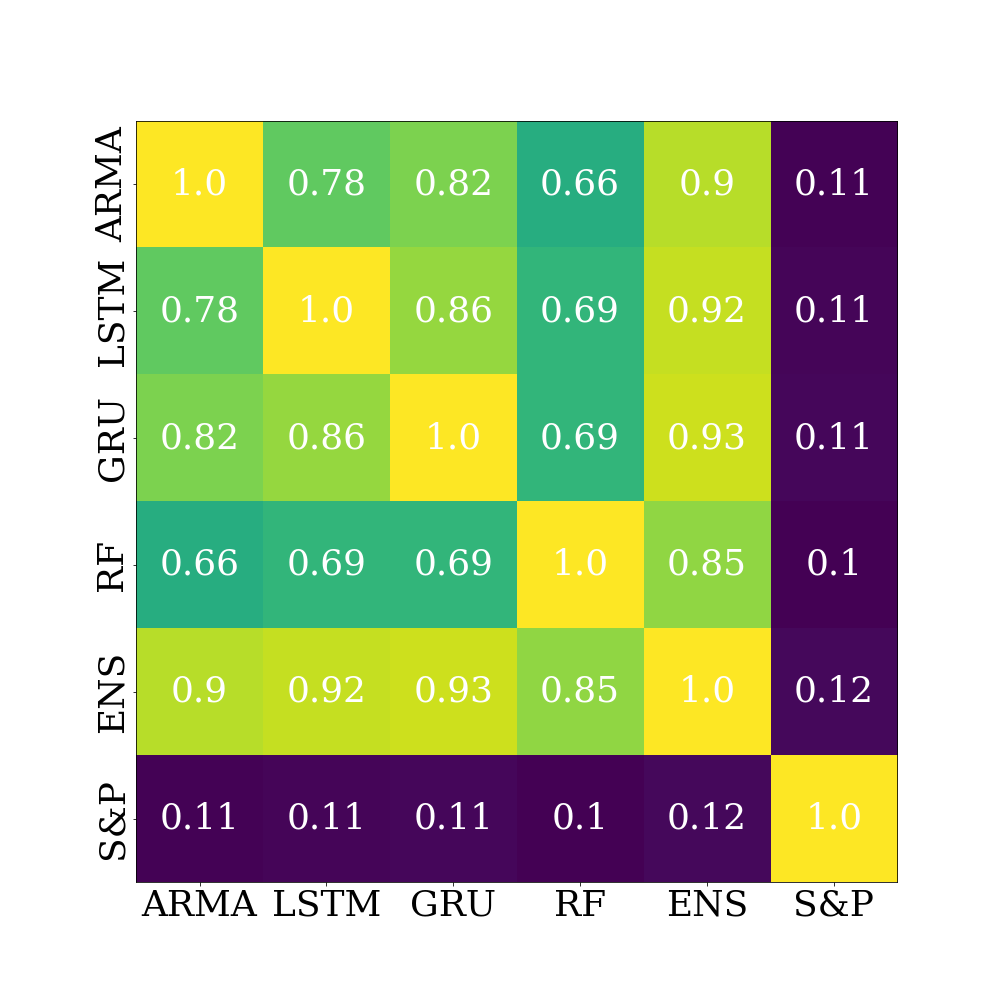 ARMA 1.0 0.78 0.82 0.66 0.9 0.11
LSTM 0.78 1.0 0.86 0.69 0.92 0.11
GRU 0.82 0.86 1.0 0.69 0.93 0.11
RF 0.66 0.69 0.69 1.0 0.85 0.1
ENS 0.9 0.92 0.93 0.85 1.0 0.12
S&P 0.11 0.11 0.11 0.1 0.12 1.0
ARMA LSTM GRU RF ENS S&P